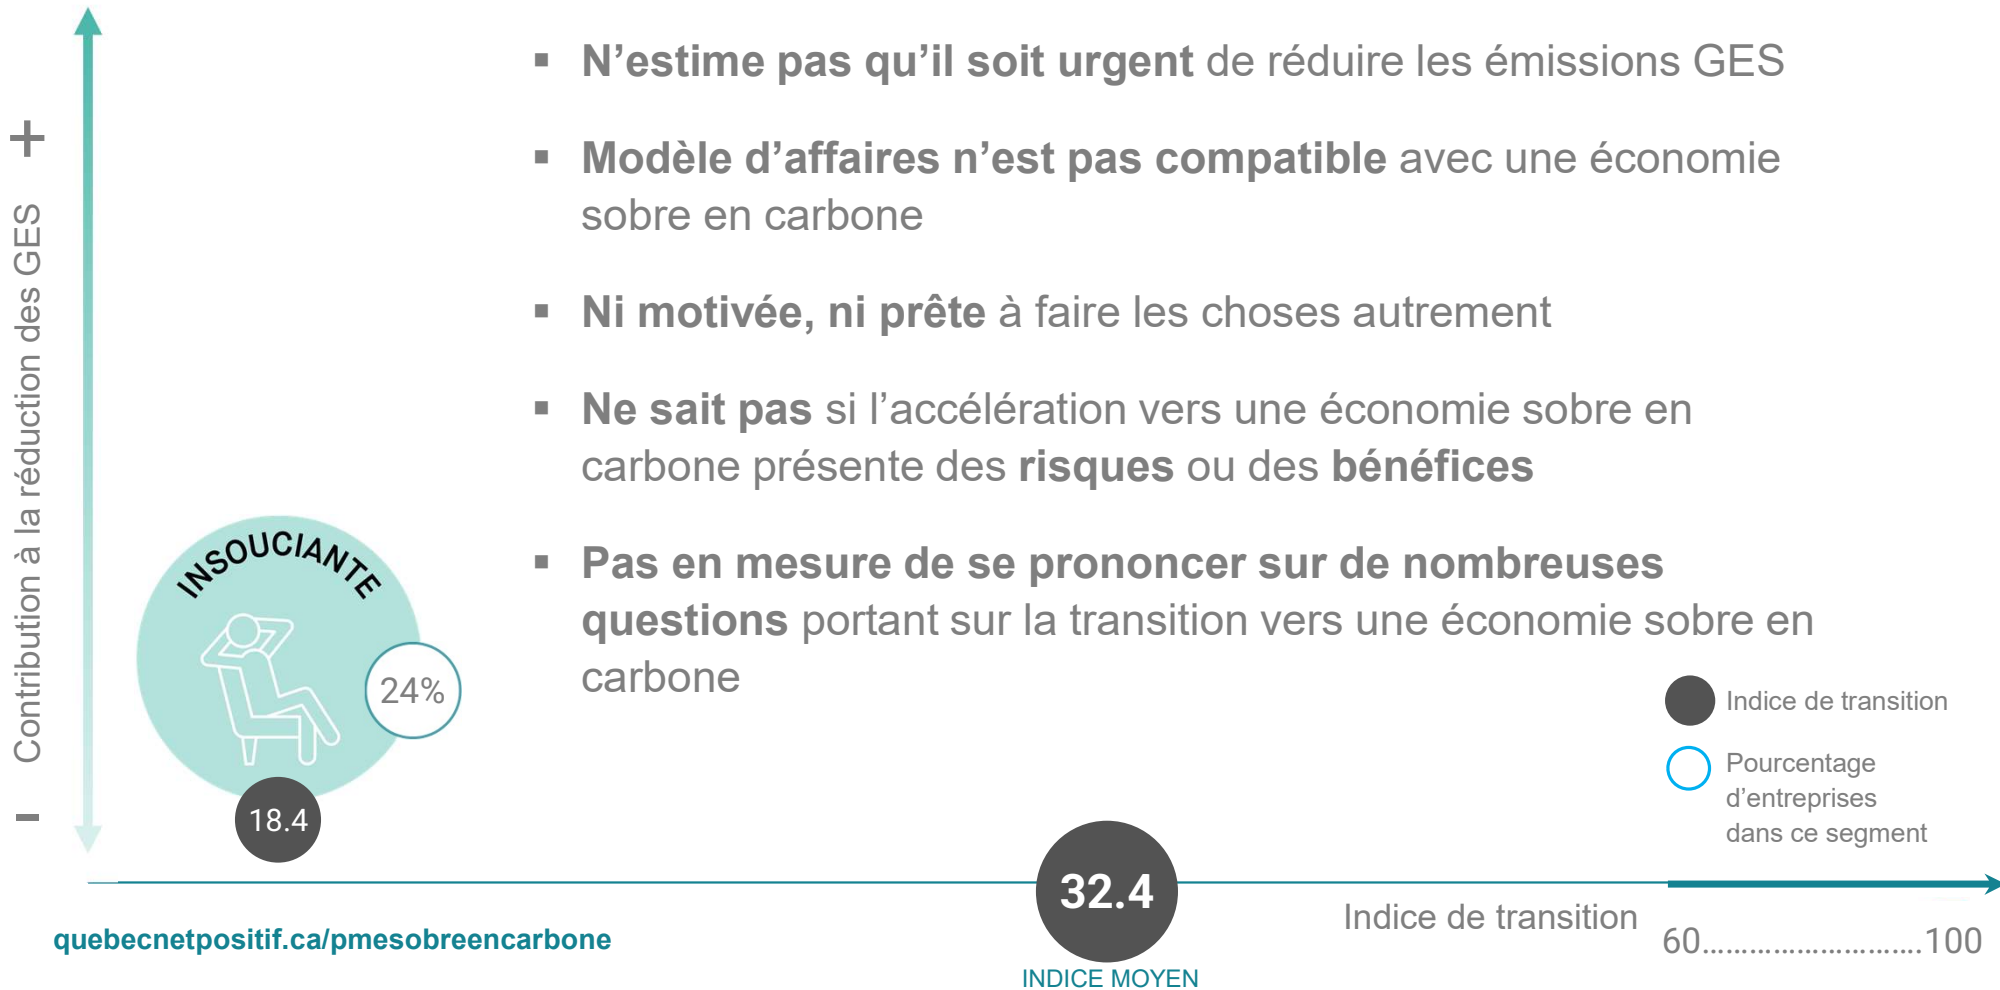 +
Contribution à la réduction des GES
-
▪ N’estime pas qu’il soit urgent de réduire les émissions GES
▪ Modèle d’affaires n’est pas compatible avec une économie
sobre en carbone
▪ Ni motivée, ni prête à faire les choses autrement
▪ Ne sait pas si l’accélération vers une économie sobre en
carbone présente des risques ou des bénéfices
▪ Pas en mesure de se prononcer sur de nombreuses
questions portant sur la transition vers une économie sobre en
carbone
INSOUCIANTE
24%
18.4
Indice de transition
Pourcentage
d’entreprises
dans ce segment
32.4
INDICE MOYEN
Indice de transition
60............................100
quebecnetpositif.ca/pmesobreencarbone